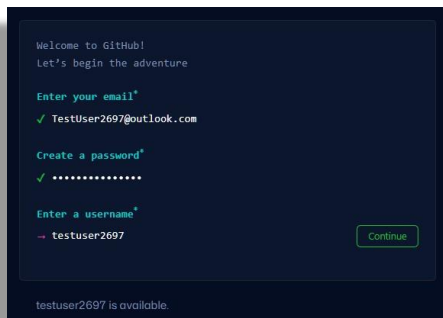 Welcome to GitHub!
Let's begin the adventure
Enter your email*
✓ TestUser2697@outlook.com
Create a password*
✓ •••••••••••••••
Enter a username*
→ testuser2697
Continue
testuser2697 is available.